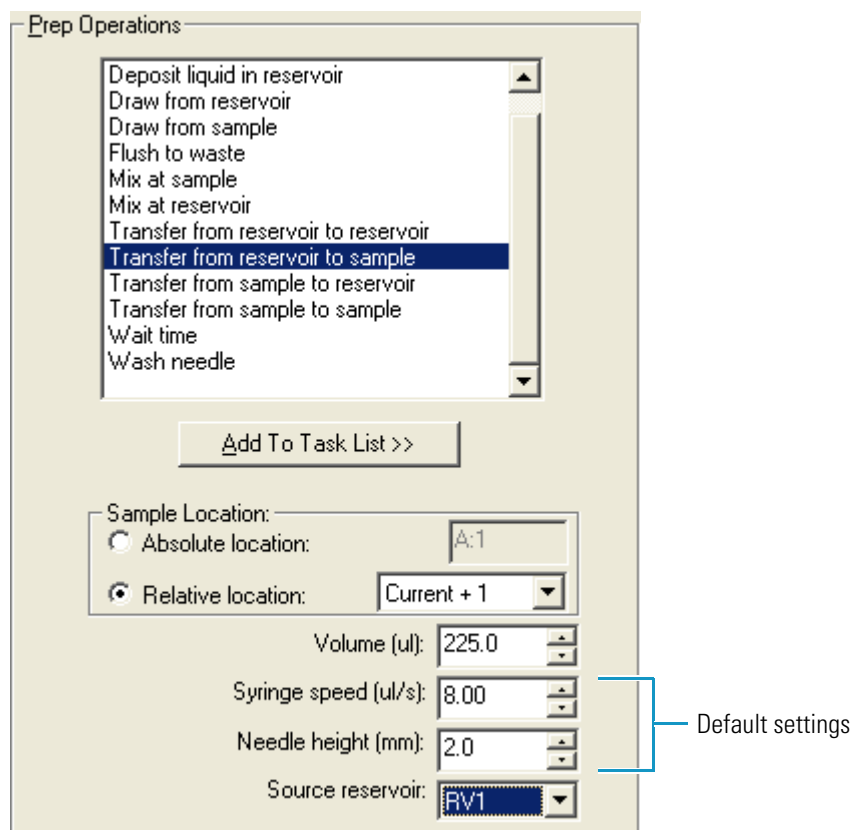 Prep Operations
Deposit liquid in reservoir
Draw from reservoir
Draw from sample
Flush to waste
Mix at sample
Mix at reservoir
Transfer from reservoir to reservoir
Transfer from reservoir to sample
Transfer from sample to reservoir
Transfer from sample to sample
Wait time
Wash needle
Add To Task List >>
Sample Location:
Absolute location: A:1
Relative location: Current + 1
Volume (ul): 225.0
Syringe speed (ul/s): 8.00
Default settings
Needle height (mm): 2.0
Source reservoir: RV1